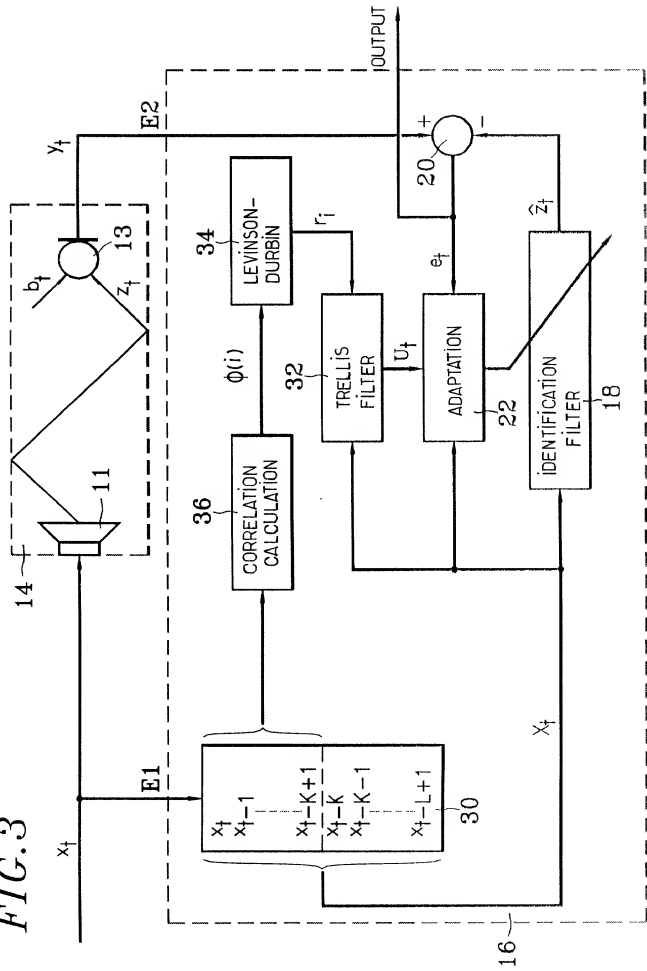 FIG.3
x_t
14
11
b_t
z_t
13
y_t
E1
E2
OUTPUT
x_t
x_t-1
x_t-K+1
x_t-K
x_t-K-1
x_t-L+1
30
36
CORRELATION
CALCULATION
φ(i)
34
LEVINSON-
DURBIN
r_i
32
TRELLIS
FILTER
U_t
ADAPTATION
22
e_t
20
+
-
ẑ_t
IDENTIFICATION
FILTER
18
X_t
16